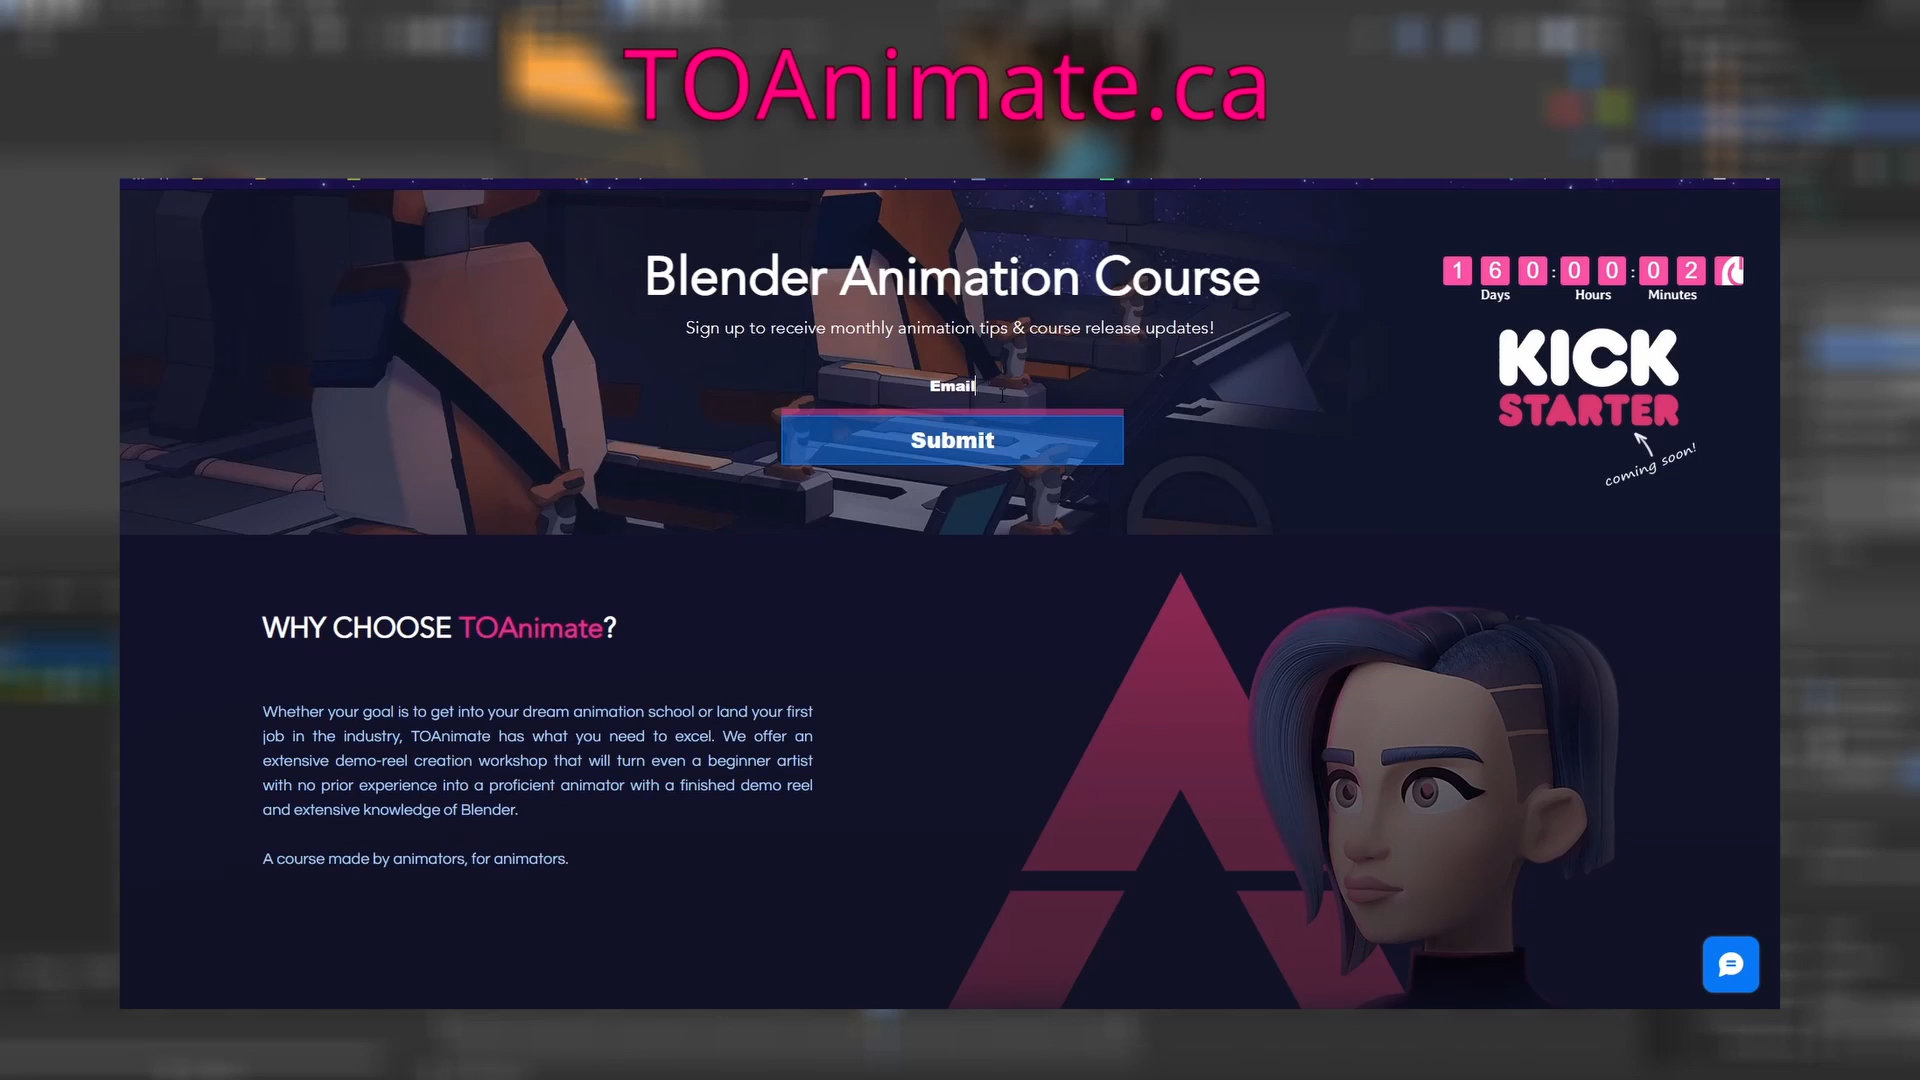 TOAnimate.ca
Blender Animation Course
Sign up to receive monthly animation tips & course release updates!
Email
Submit
1 6 0 : 0 0 : 0 2
Days Hours Minutes
KICK
STARTER
coming soon!
WHY CHOOSE TOAnimate?
Whether your goal is to get into your dream animation school or land your first
job in the industry, TOAnimate has what you need to excel. We offer an
extensive demo-reel creation workshop that will turn even a beginner artist
with no prior experience into a proficient animator with a finished demo reel
and extensive knowledge of Blender.
A course made by animators, for animators.